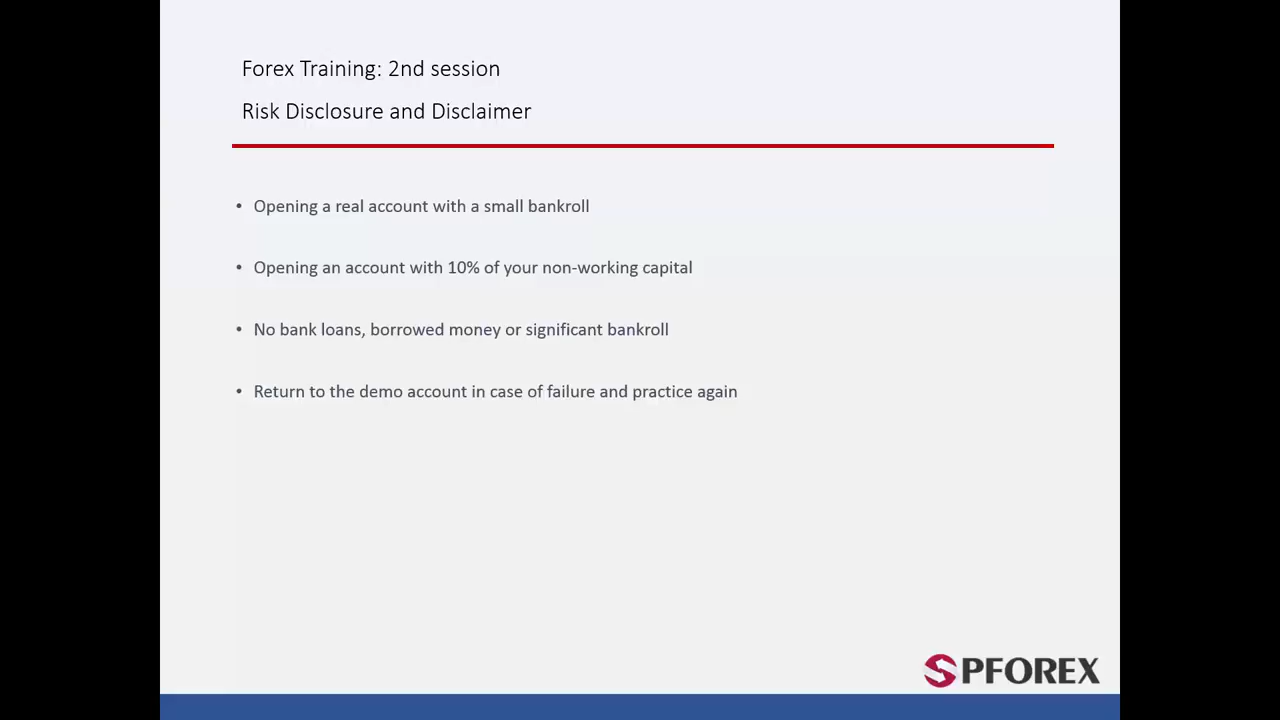 Forex Training: 2nd session
Risk Disclosure and Disclaimer
• Opening a real account with a small bankroll
• Opening an account with 10% of your non-working capital
• No bank loans, borrowed money or significant bankroll
• Return to the demo account in case of failure and practice again
SPFOREX